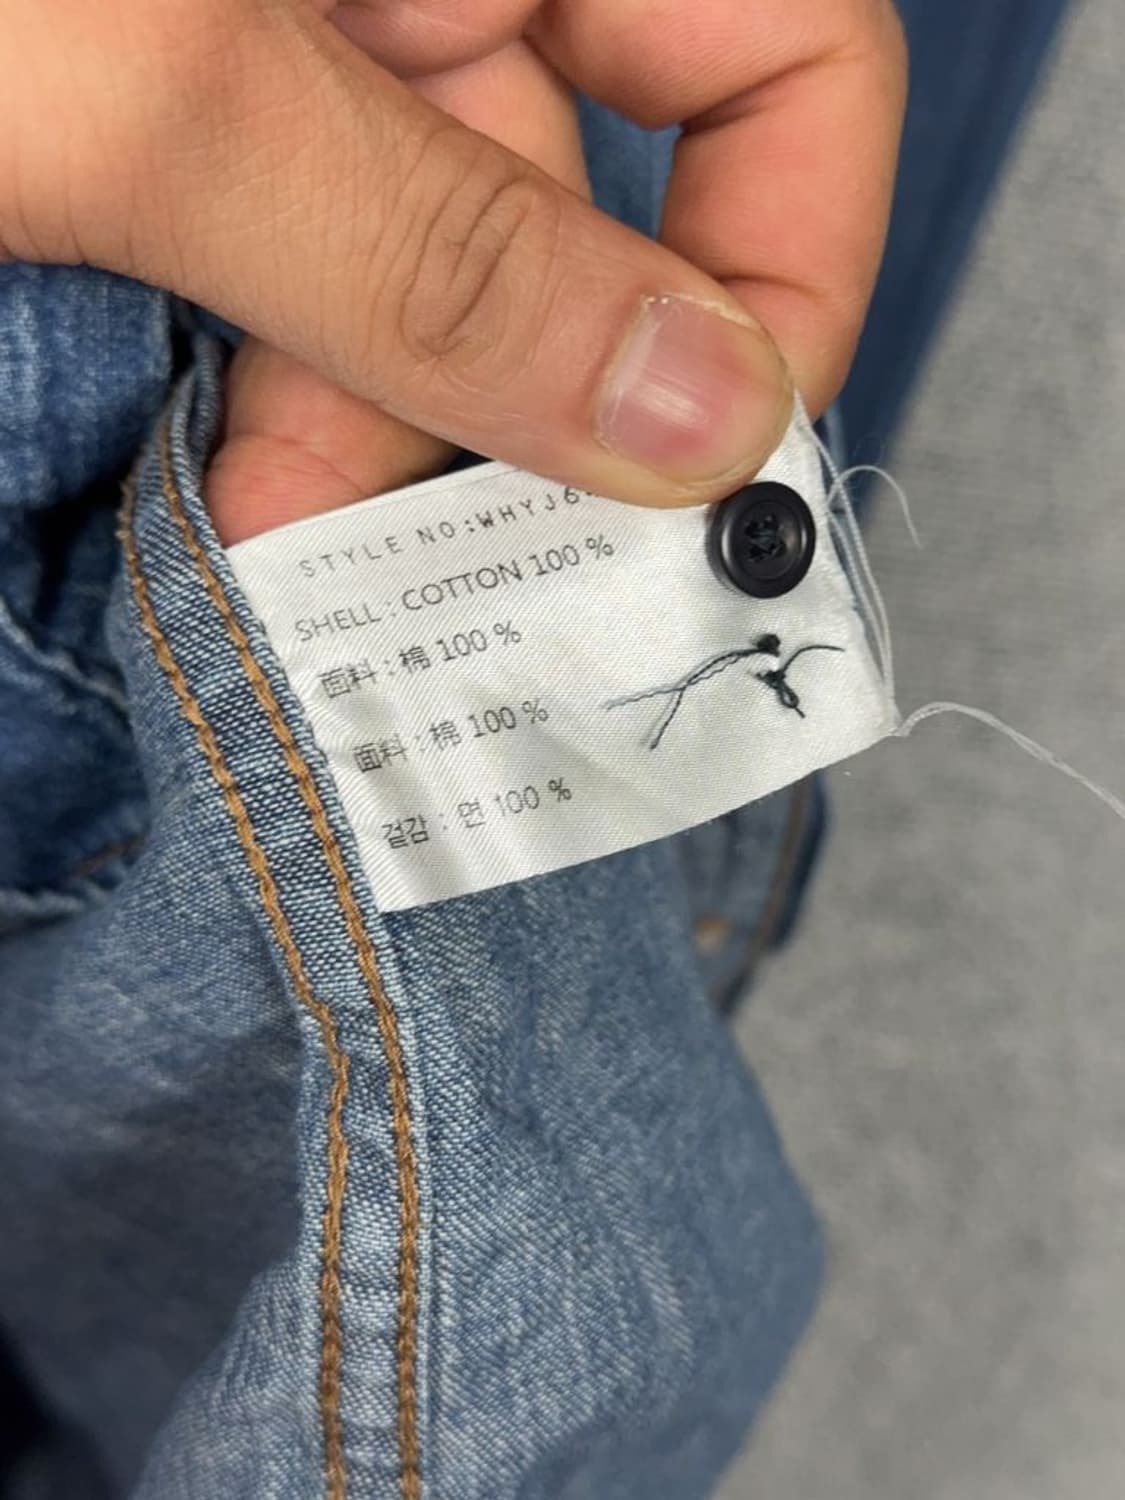 STYLE NO:WHYJ6
SHELL : COTTON 100 %
面料 : 棉 100 %
面料 : 棉 100 %
겉감 : 면 100 %